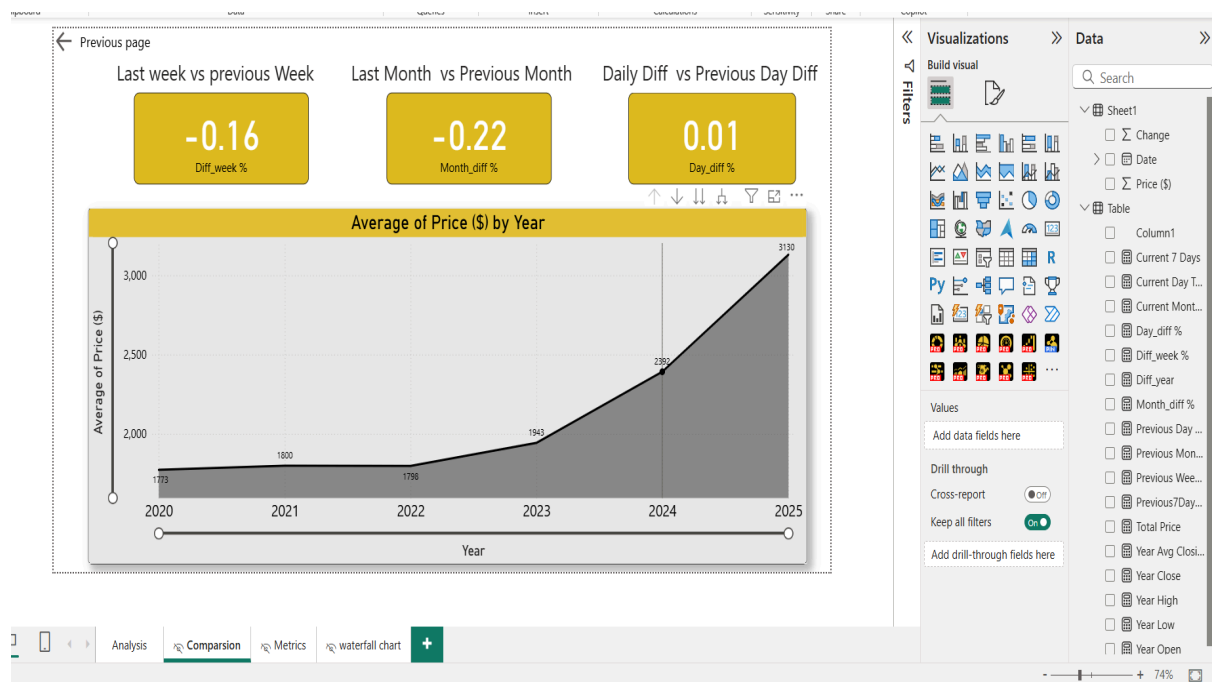 Previous page
Last week vs previous Week
Last Month vs Previous Month
Daily Diff vs Previous Day Diff
-0.16
Diff_week %
-0.22
Month_diff %
0.01
Day_diff %
Average of Price ($) by Year
Average of Price ($)
3,000
2,500
2,000
1773
1800
1798
1943
2392
3130
2020
2021
2022
2023
2024
2025
Year
Filters
Visualizations
Build visual
123
R
Py
Values
Add data fields here
Drill through
Cross-report
Off
Keep all filters
On
Add drill-through fields here
Data
Search
Sheet1
Change
Date
Price ($)
Table
Column1
Current 7 Days
Current Day T...
Current Mont...
Day_diff %
Diff_week %
Diff_year
Month_diff %
Previous Day ...
Previous Mon...
Previous Wee...
Previous7Day...
Total Price
Year Avg Closi...
Year Close
Year High
Year Low
Year Open
Analysis
Comparsion
Metrics
waterfall chart
+
- + 74%